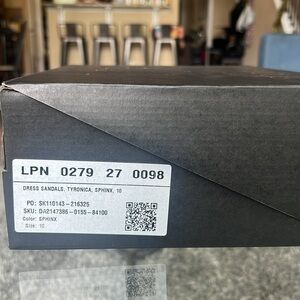 LPN 0279 27 0098
DRESS SANDALS, TYRONICA, SPHINX, 10
PO: SK110143-216325
SKU: DA2147386-0155-84100
Color: SPHINX
Size: 10